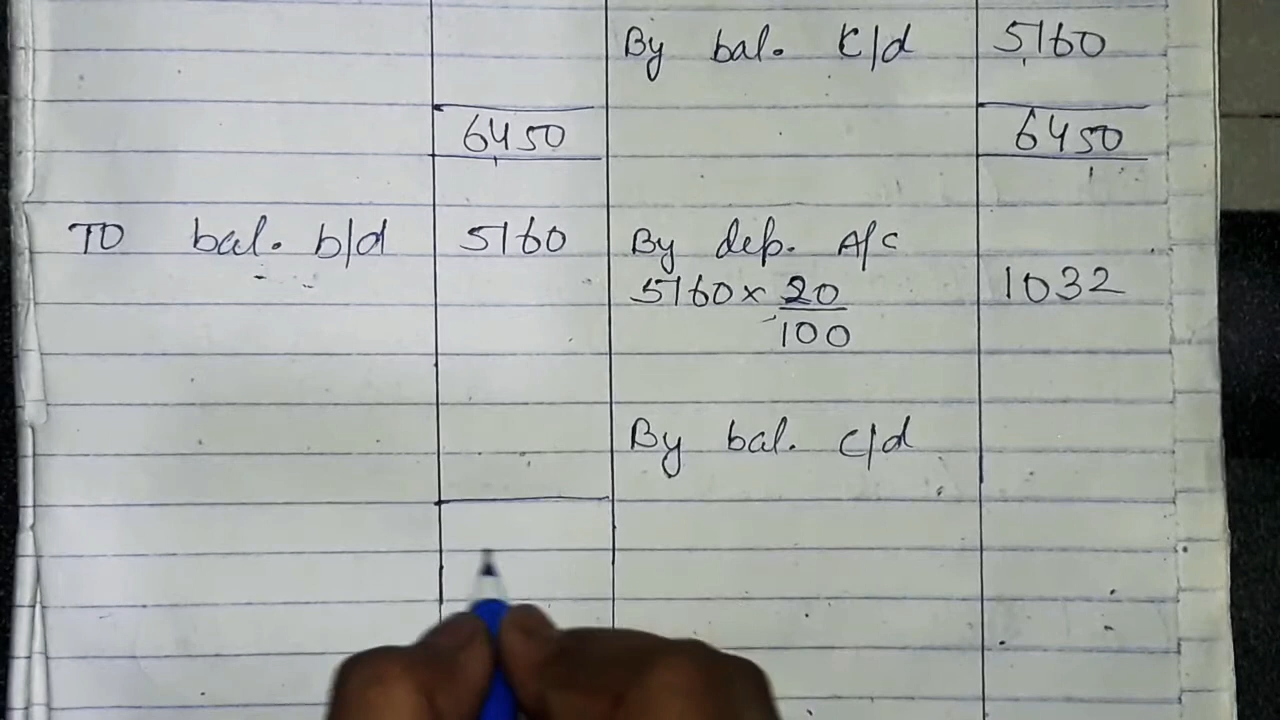 By bal. c/d 5160
6450 6450
TO bal. b/d 5160 By dep. A/c
5160 × 20 1032
100
By bal. c/d